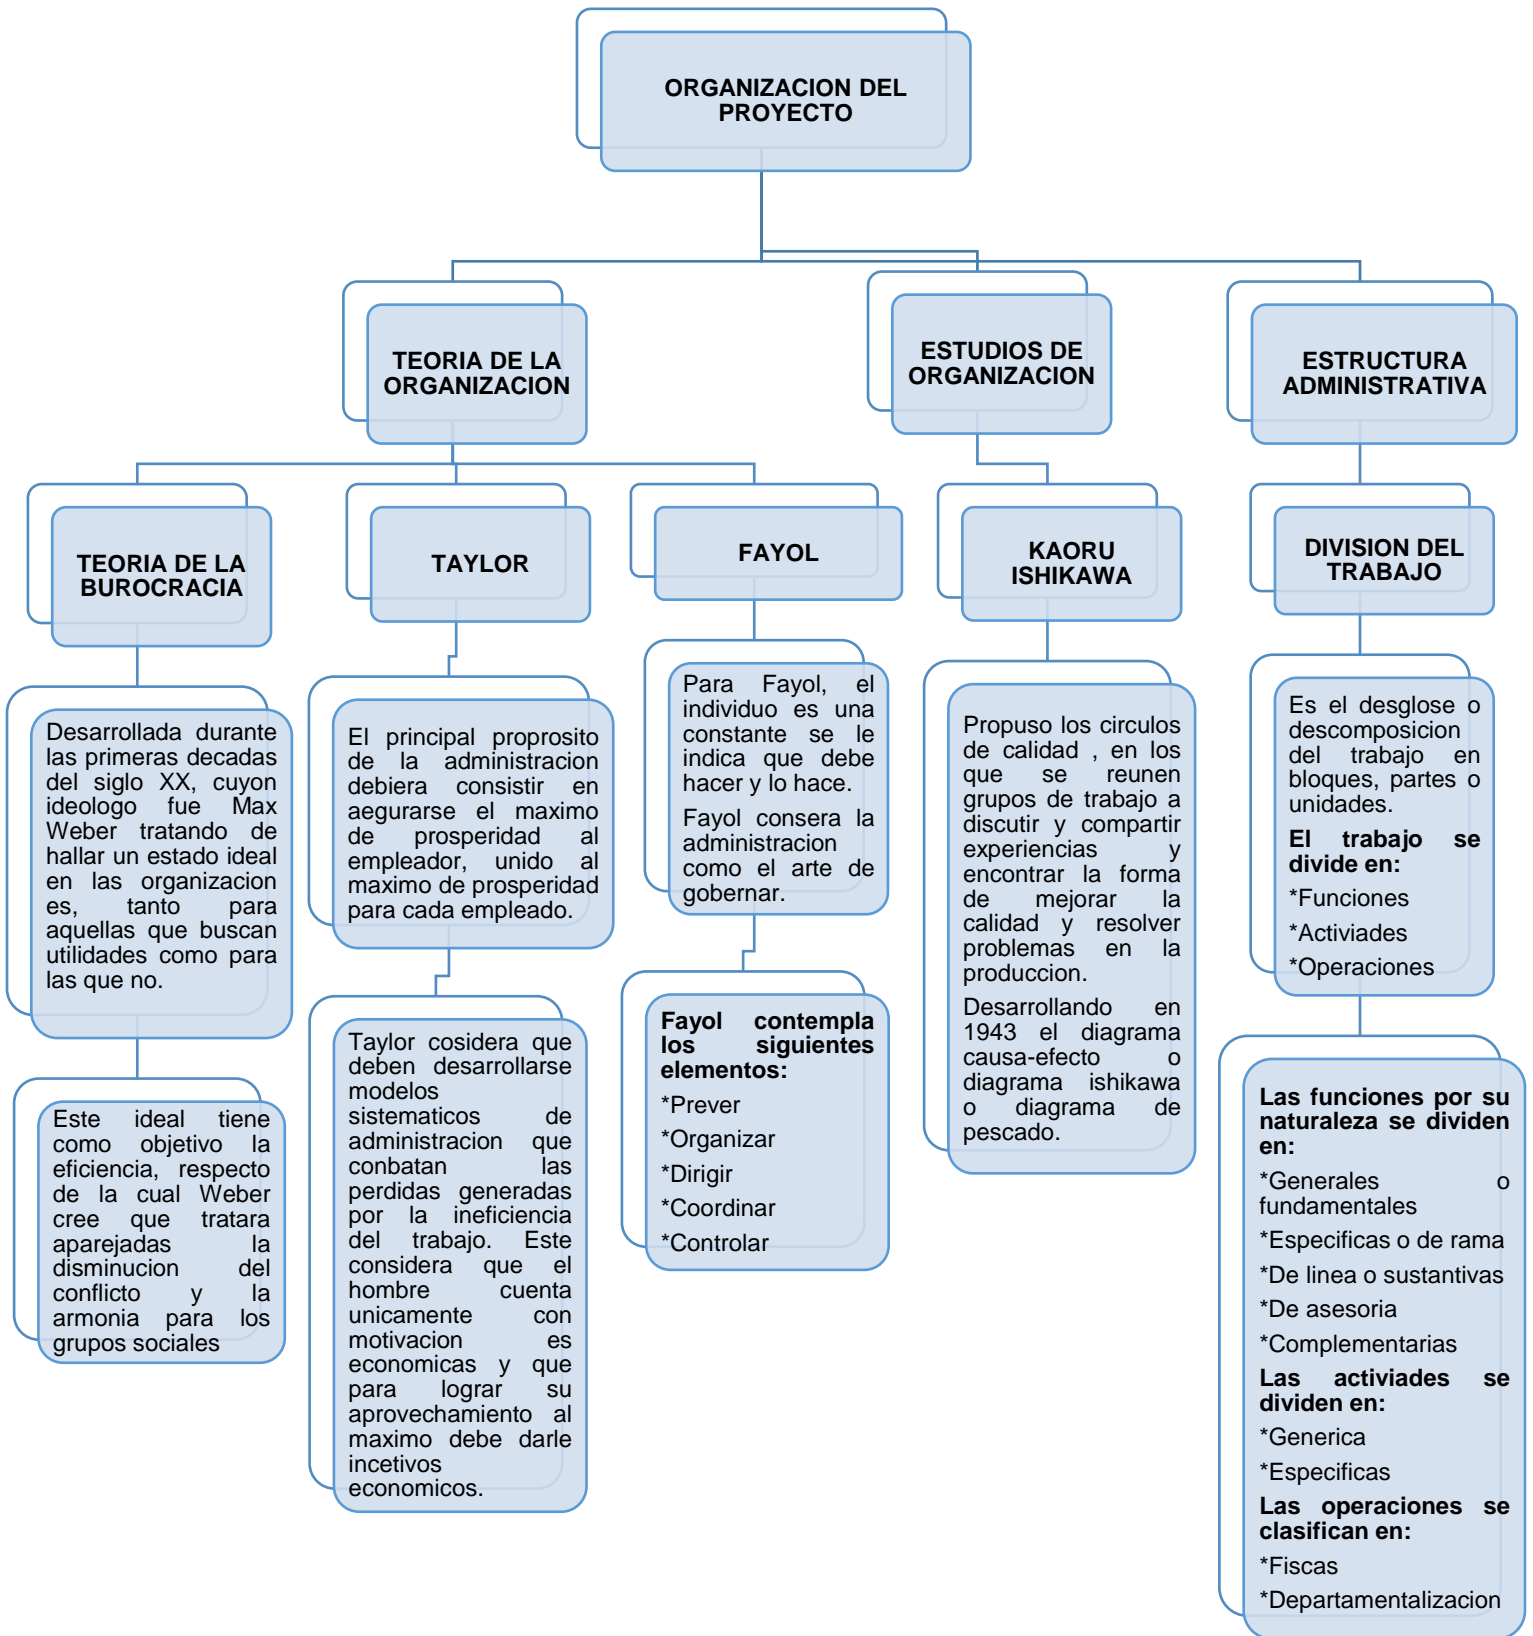 ORGANIZACION DEL
PROYECTO
TEORIA DE LA
ORGANIZACION
ESTUDIOS DE
ORGANIZACION
ESTRUCTURA
ADMINISTRATIVA
TEORIA DE LA
BUROCRACIA
TAYLOR
FAYOL
KAORU
ISHIKAWA
DIVISION DEL
TRABAJO
Desarrollada durante
las primeras decadas
del siglo XX, cuyon
ideologo fue Max
Weber tratando de
hallar un estado ideal
en las organizacion
es, tanto para
aquellas que buscan
utilidades como para
las que no.
Este ideal tiene
como objetivo la
eficiencia, respecto
de la cual Weber
cree que tratara
aparejadas la
disminucion del
conflicto y la
armonia para los
grupos sociales
El principal proprosito
de la administracion
debiera consistir en
aegurarse el maximo
de prosperidad al
empleador, unido al
maximo de prosperidad
para cada empleado.
Taylor cosidera que
deben desarrollarse
modelos
sistematicos de
administracion que
conbatan las
perdidas generadas
por la ineficiencia
del trabajo. Este
considera que el
hombre cuenta
unicamente con
motivacion es
economicas y que
para lograr su
aprovechamiento al
maximo debe darle
incetivos
economicos.
Para Fayol, el
individuo es una
constante se le
indica que debe
hacer y lo hace.
Fayol consera la
administracion
como el arte de
gobernar.
Fayol contempla
los siguientes
elementos:
*Prever
*Organizar
*Dirigir
*Coordinar
*Controlar
Propuso los circulos
de calidad , en los
que se reunen
grupos de trabajo a
discutir y compartir
experiencias y
encontrar la forma
de mejorar la
calidad y resolver
problemas en la
produccion.
Desarrollando en
1943 el diagrama
causa-efecto o
diagrama ishikawa
o diagrama de
pescado.
Es el desglose o
descomposicion
del trabajo en
bloques, partes o
unidades.
El trabajo se
divide en:
*Funciones
*Activiades
*Operaciones
Las funciones por su
naturaleza se dividen
en:
*Generales o
fundamentales
*Especificas o de rama
*De linea o sustantivas
*De asesoria
*Complementarias
Las activiades se
dividen en:
*Generica
*Especificas
Las operaciones se
clasifican en:
*Fiscas
*Departamentalizacion